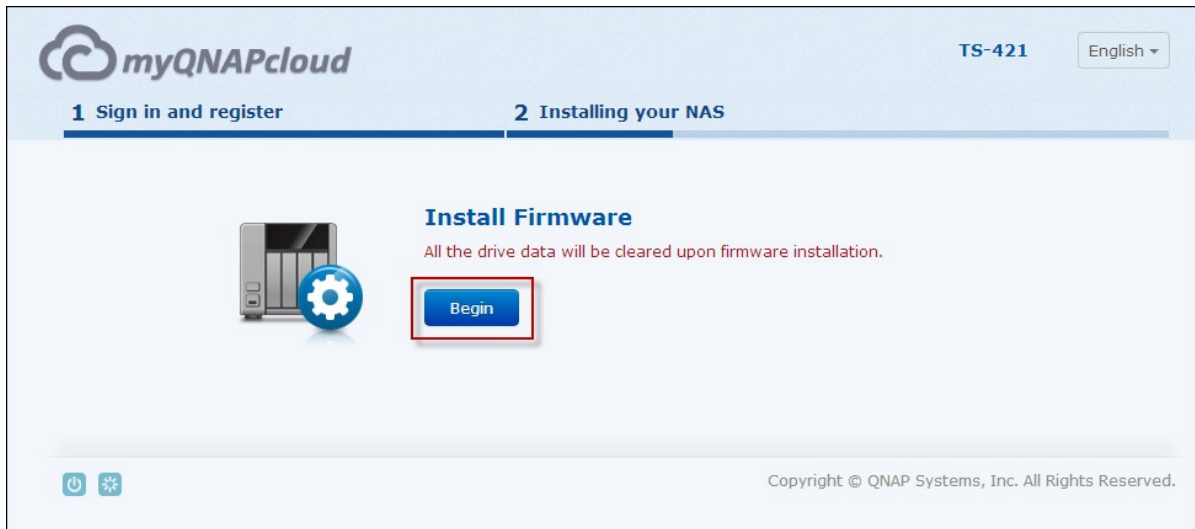 myQNAPcloud
TS-421
English
1 Sign in and register
2 Installing your NAS
Install Firmware
All the drive data will be cleared upon firmware installation.
Begin
Copyright © QNAP Systems, Inc. All Rights Reserved.